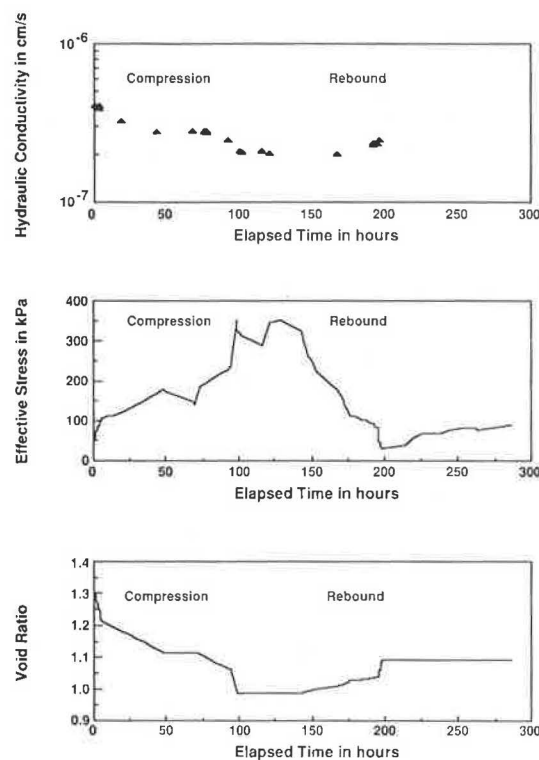 Hydraulic Conductivity in cm/s
10-6
Compression Rebound
10-7
0 50 100 150 200 250 300
Elapsed Time in hours
Effective Stress in kPa
400
Compression Rebound
300
200
100
0
0 50 100 150 200 250 300
Elapsed Time in hours
Void Ratio
1.4
1.3
Compression Rebound
1.2
1.1
1.0
0.9
0 50 100 150 200 250 300
Elapsed Time in hours